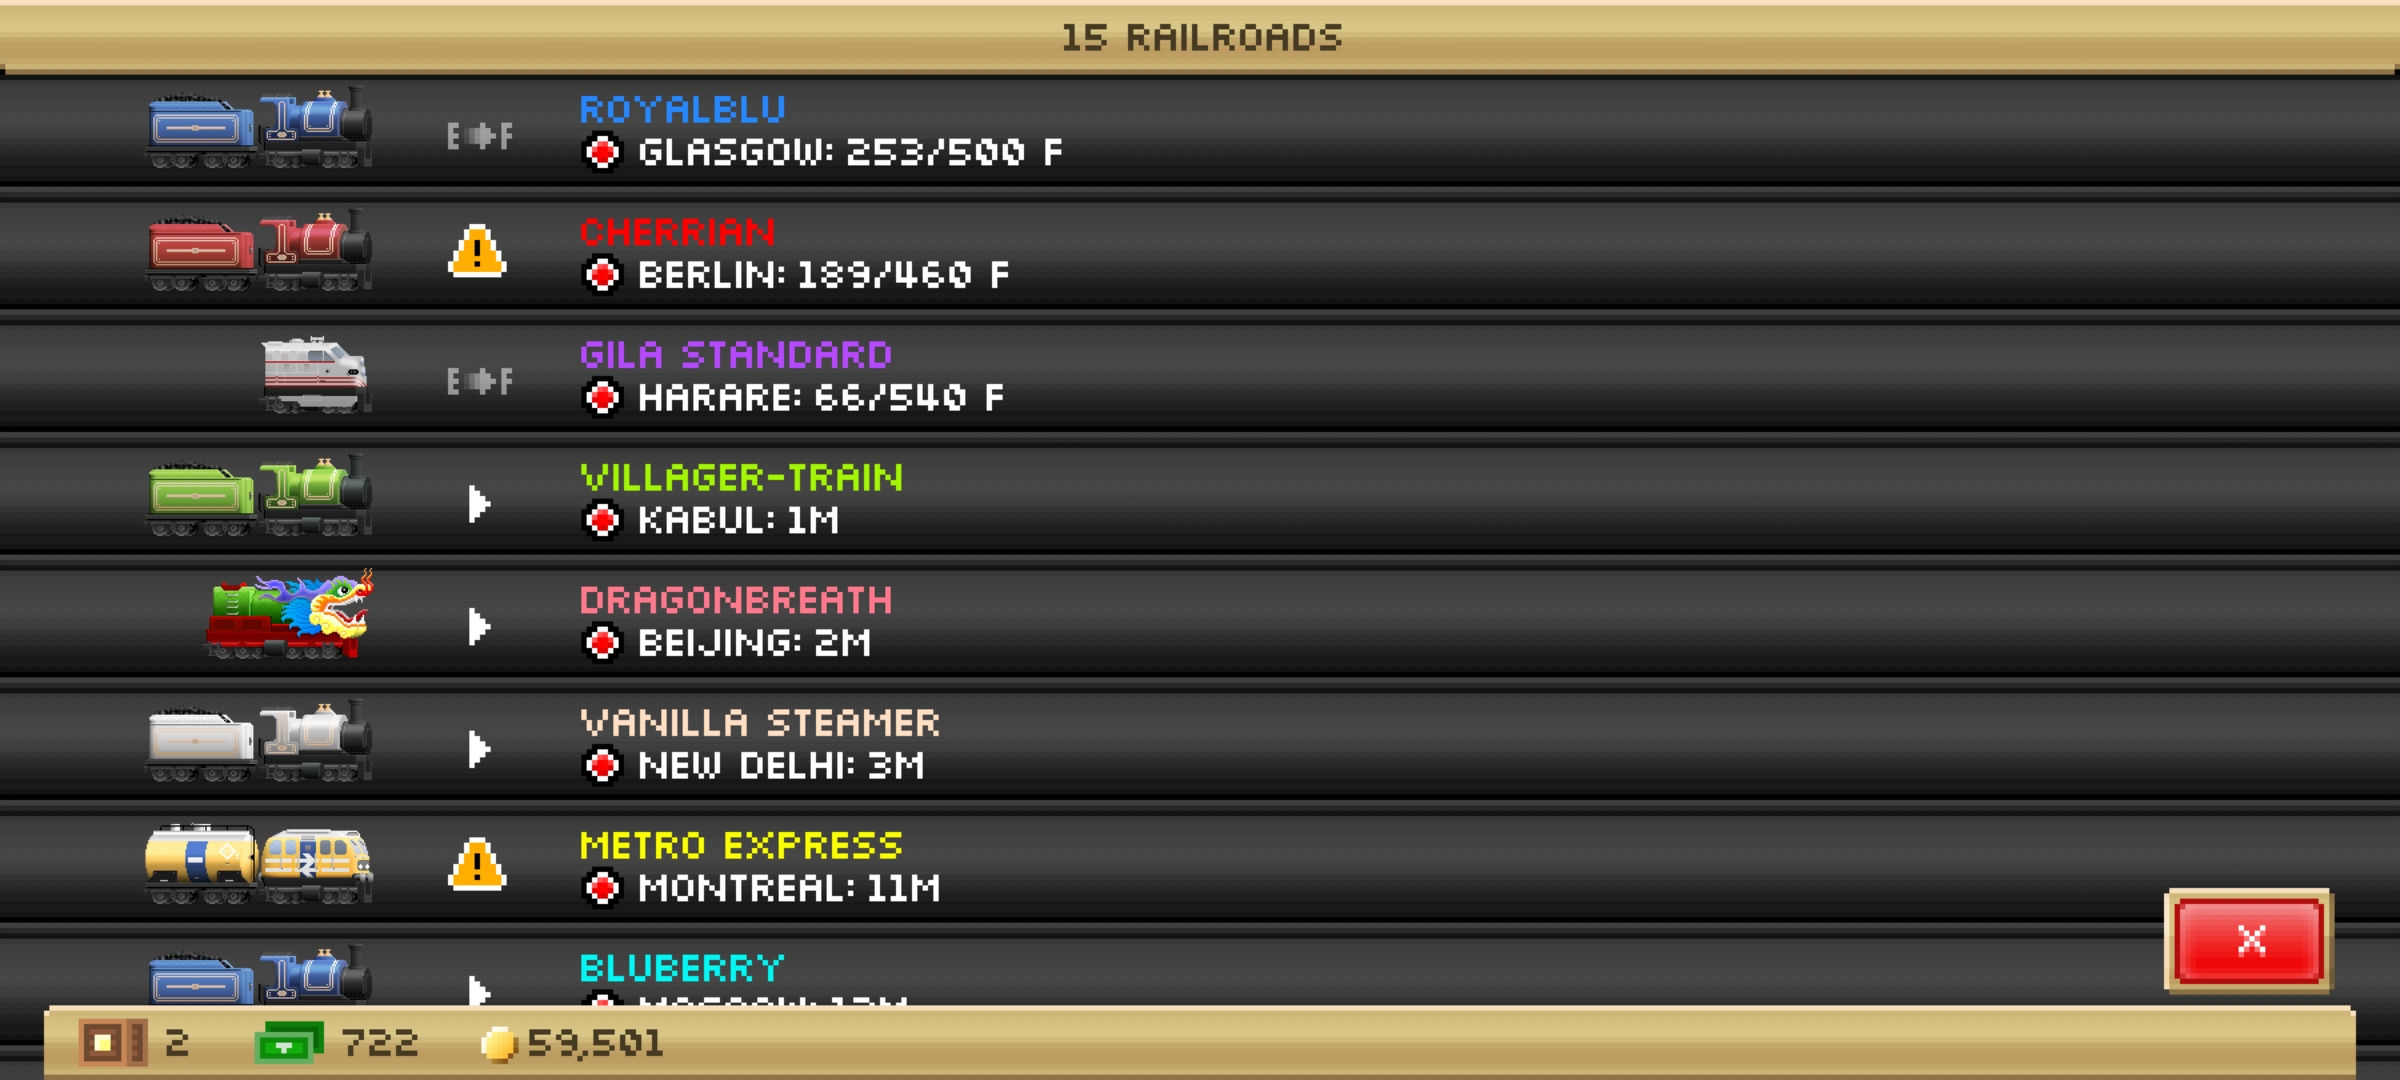 15 RAILROADS
ROYALBLU
E F GLASGOW: 253/500 F
CHERRIAN
BERLIN: 189/460 F
GILA STANDARD
E F HARARE: 66/540 F
VILLAGER-TRAIN
KABUL: 1M
DRAGONBREATH
BEIJING: 2M
VANILLA STEAMER
NEW DELHI: 3M
METRO EXPRESS
MONTREAL: 11M
BLUBERRY
X
2 722 59,501